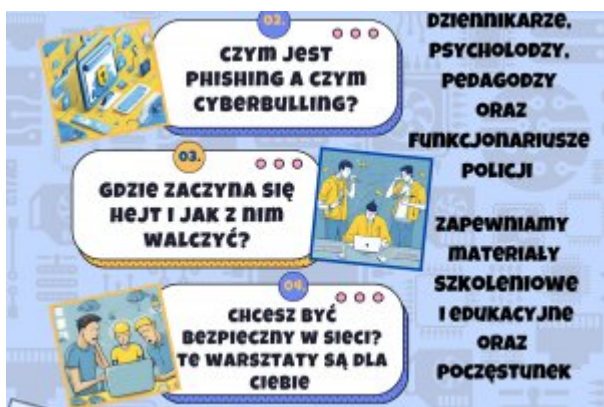 02.
CZYM JEST
PHISHING A CZYM
CYBERBULLING?
03.
GDZIE ZACZYNA SIĘ
HEJT I JAK Z NIM
WALCZYĆ?
04.
CHCESZ BYĆ
BEZPIECZNY W SIECI?
TE WARSZTATY SĄ DLA
CIEBIE
DZIENNIKARZE,
PSYCHOLODZY,
PEDAGODZY
ORAZ
FUNKCJONARIUSZE
POLICJI
ZAPEWNIAMY
MATERIAŁY
SZKOLENIOWE
I EDUKACYJNE
ORAZ
POCZĘSTUNEK